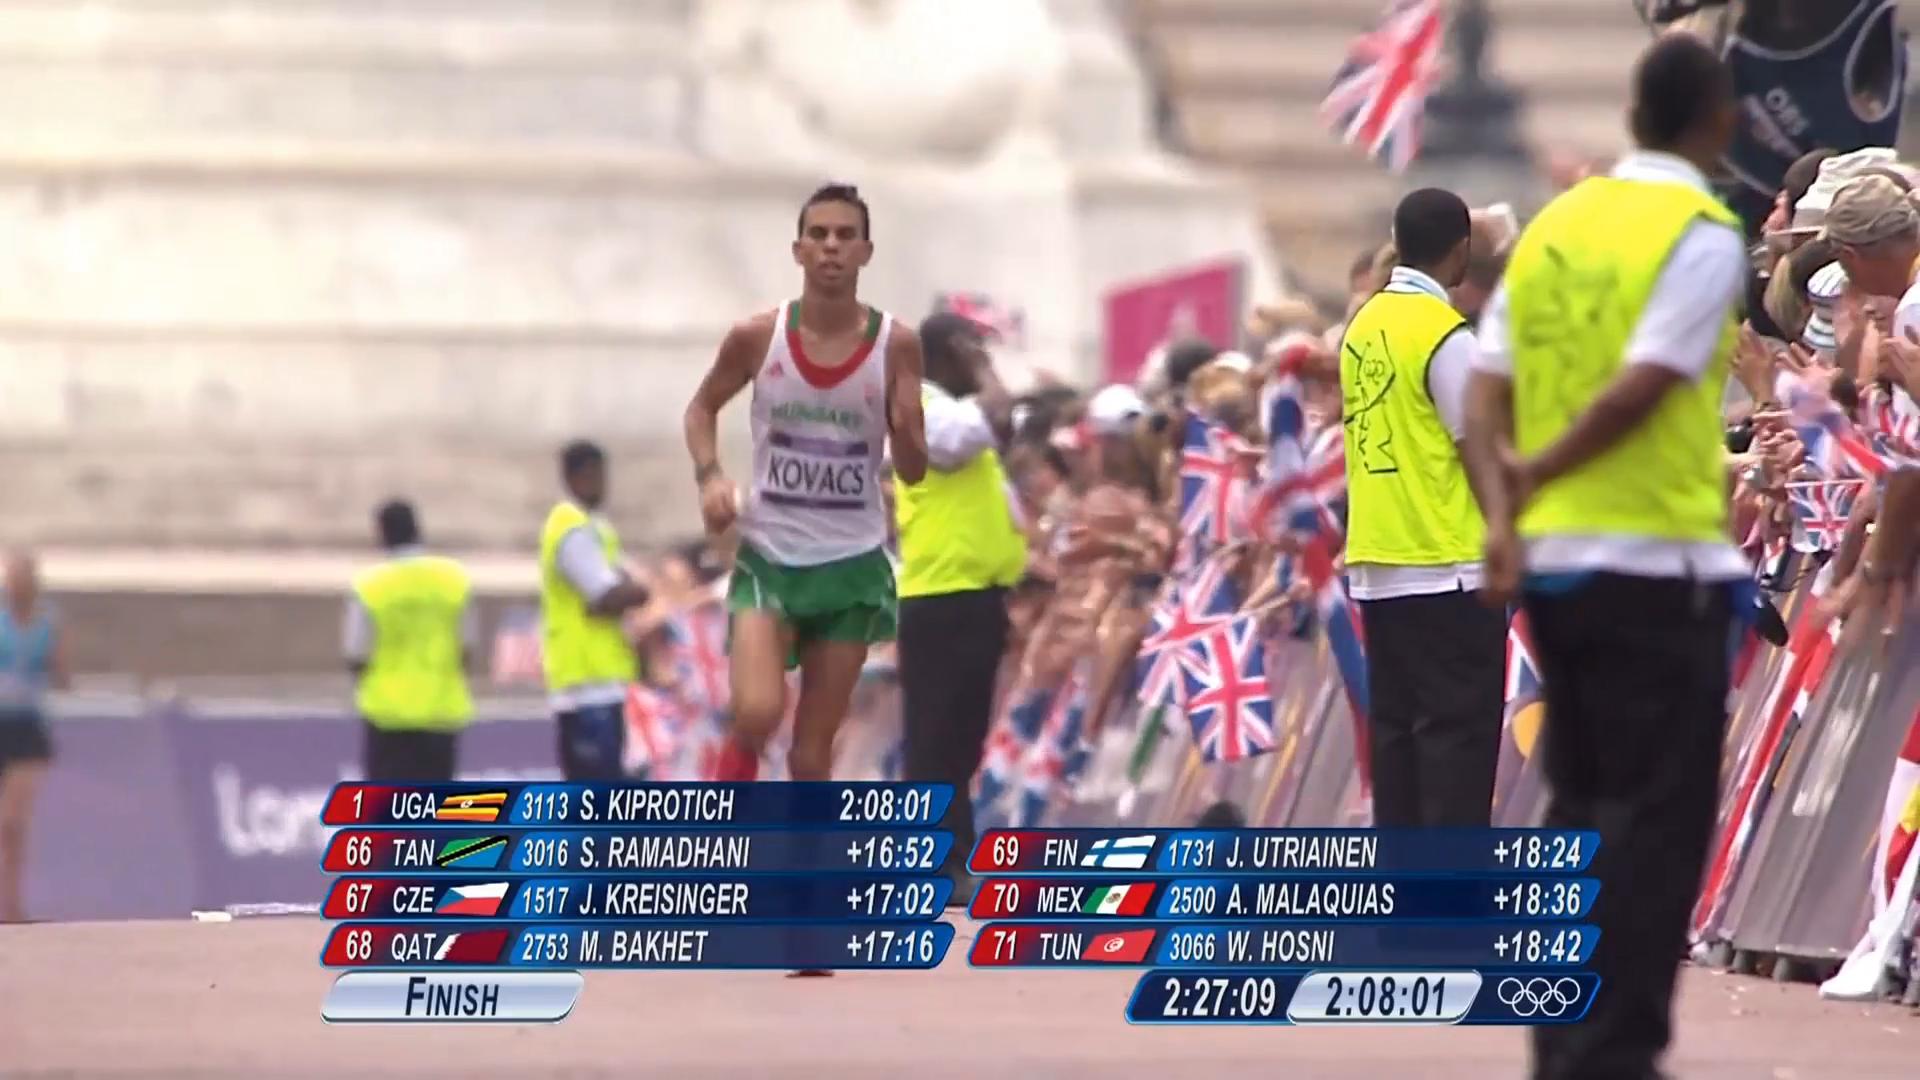 OBS
HUNGARY
KOVACS
Lon
1 UGA 3113 S. KIPROTICH 2:08:01
66 TAN 3016 S. RAMADHANI +16:52
67 CZE 1517 J. KREISINGER +17:02
68 QAT 2753 M. BAKHET +17:16
69 FIN 1731 J. UTRIAINEN +18:24
70 MEX 2500 A. MALAQUIAS +18:36
71 TUN 3066 W. HOSNI +18:42
FINISH
2:27:09 2:08:01